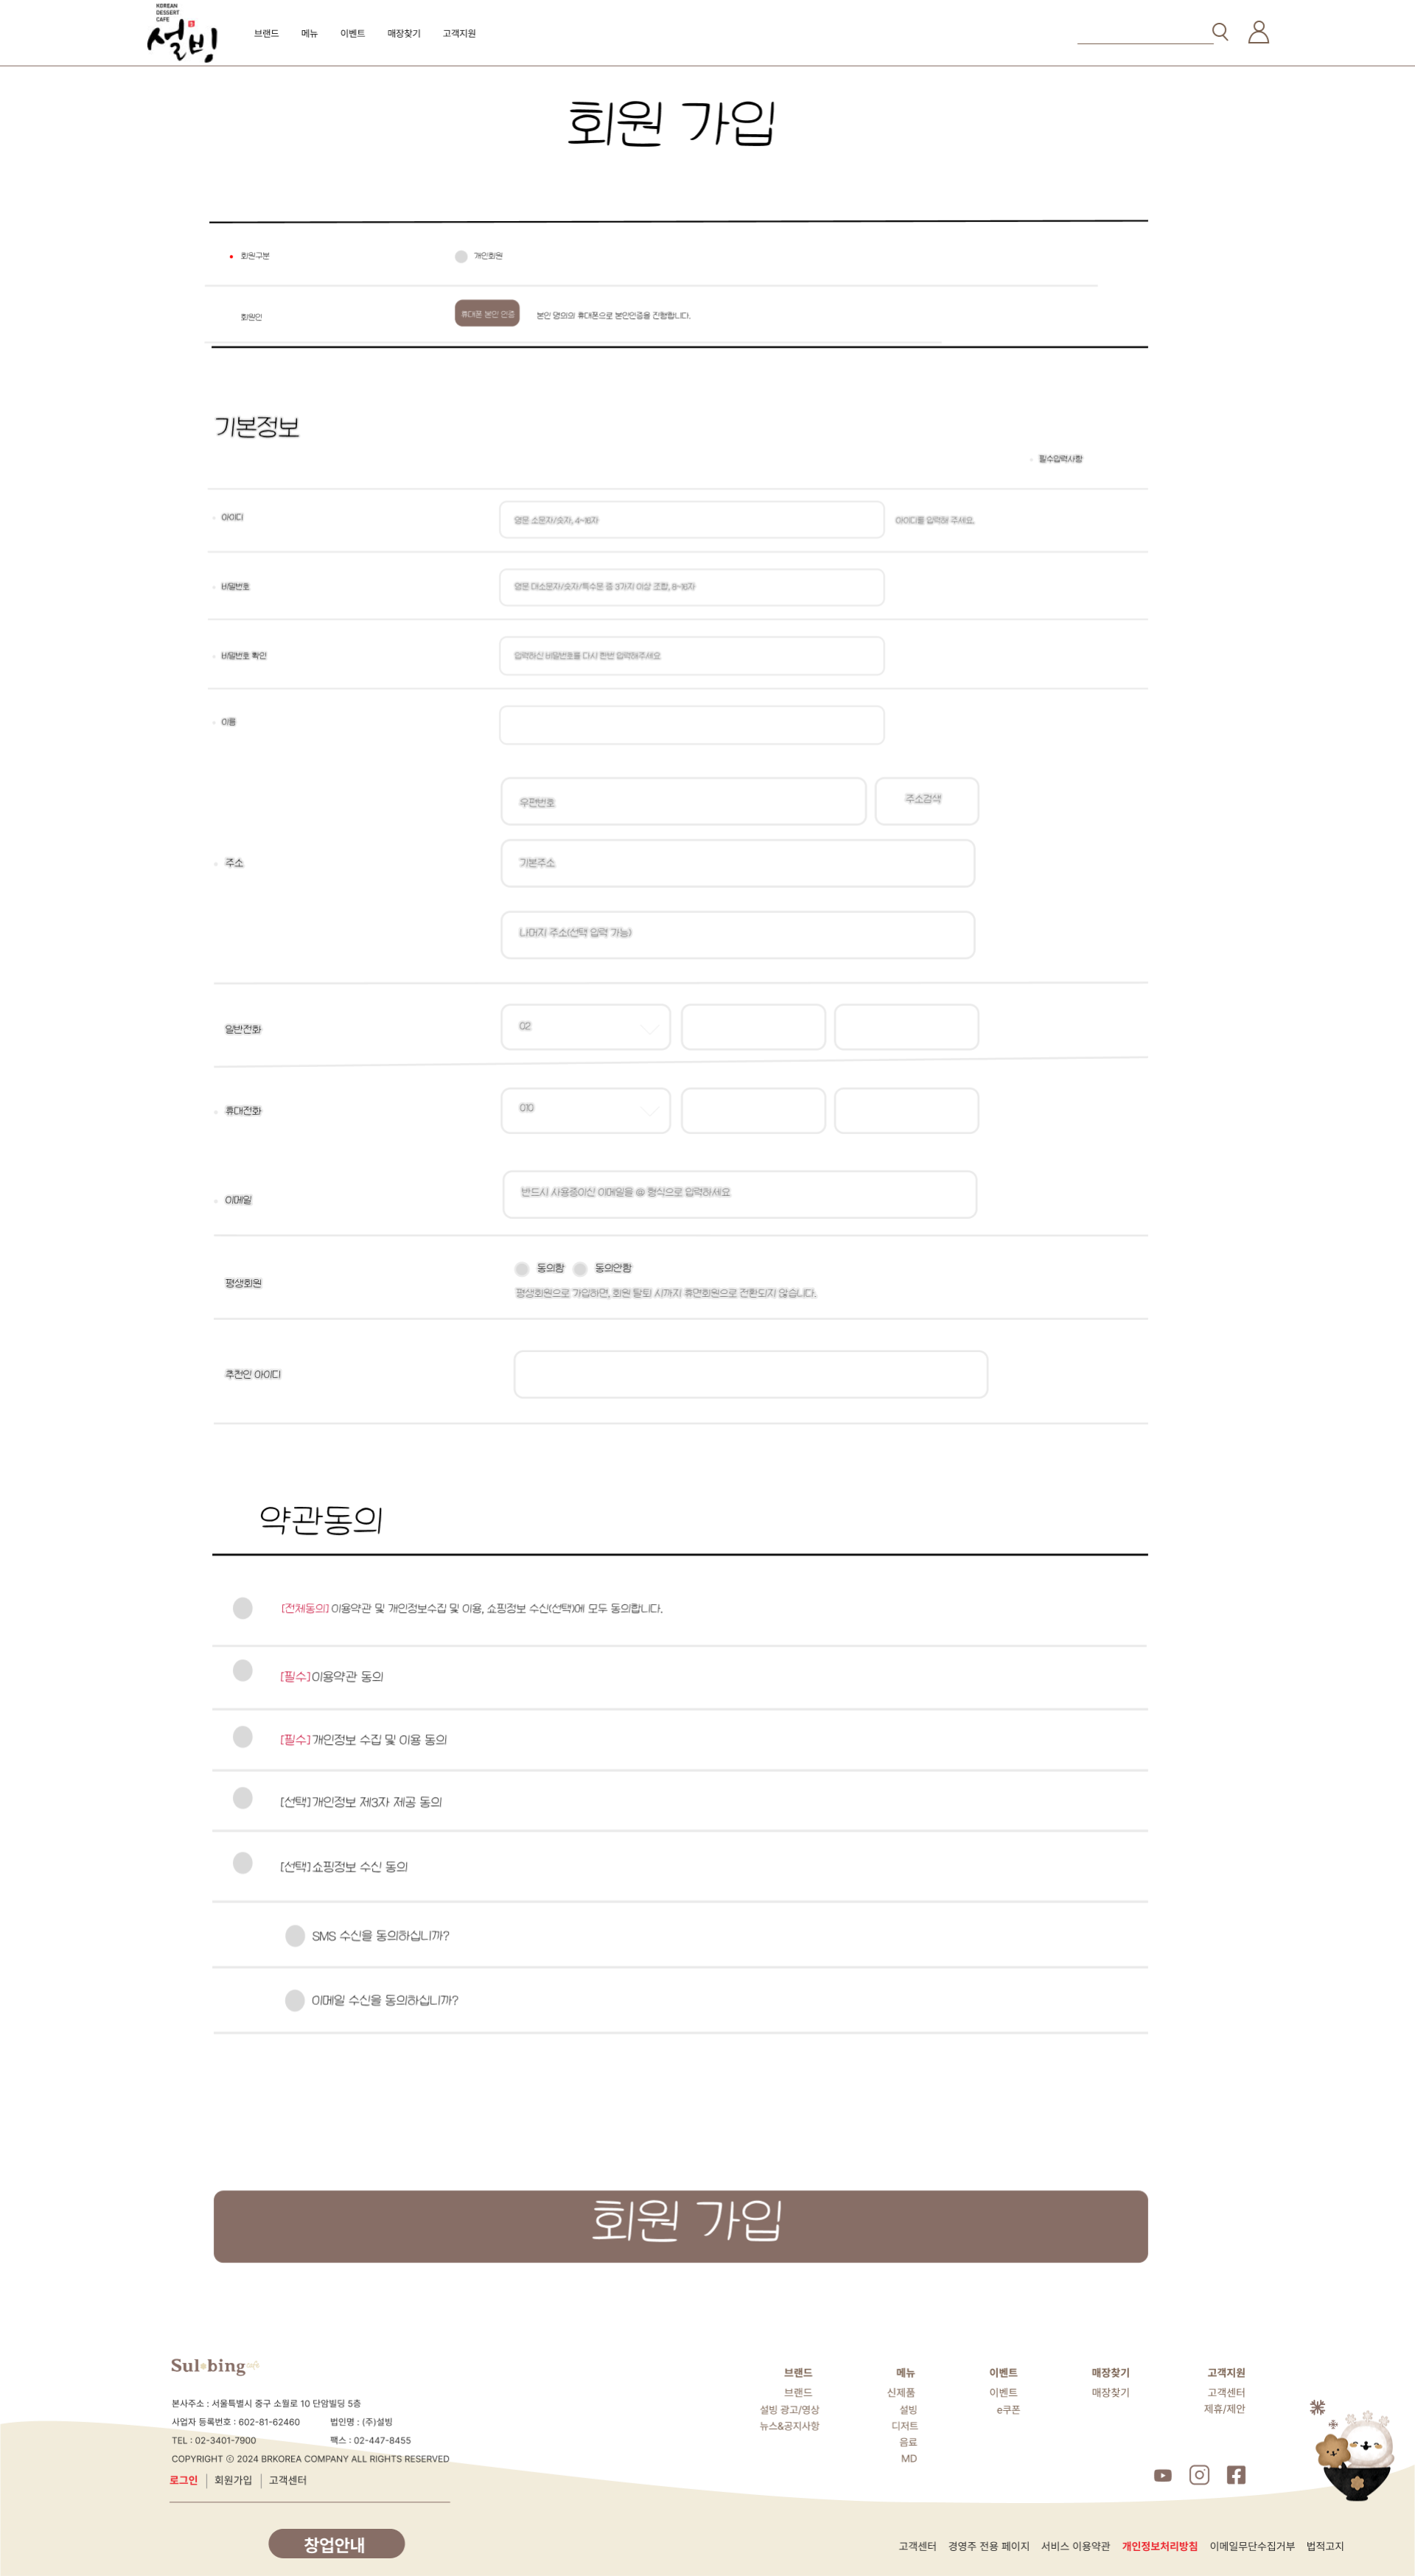 KOREAN
DESSERT
CAFE
설빙
브랜드 메뉴 이벤트 매장찾기 고객지원
회원 가입
회원구분 개인회원
회원인 휴대폰 본인 인증 본인 명의의 휴대폰으로 본인인증을 진행합니다.
기본정보
필수입력사항
아이디 영문 소문자/숫자, 4~16자 아이디를 입력해 주세요.
비밀번호 영문 대소문자/숫자/특수문 중 3가지 이상 조합, 8~16자
비밀번호 확인 입력하신 비밀번호를 다시 한번 입력해주세요
이름
우편번호 주소검색
주소 기본주소
나머지 주소(선택 입력 가능)
일반전화 02
휴대전화 010
이메일 반드시 사용중이신 이메일을 @ 형식으로 입력하세요
평생회원 동의함 동의안함
평생회원으로 가입하면, 회원 탈퇴 시까지 휴면회원으로 전환되지 않습니다.
추천인 아이디
약관동의
[전체동의] 이용약관 및 개인정보수집 및 이용, 쇼핑정보 수신(선택)에 모두 동의합니다.
[필수] 이용약관 동의
[필수] 개인정보 수집 및 이용 동의
[선택] 개인정보 제3자 제공 동의
[선택] 쇼핑정보 수신 동의
SMS 수신을 동의하십니까?
이메일 수신을 동의하십니까?
회원 가입
Sulbing cafe
본사주소 : 서울특별시 중구 소월로 10 단암빌딩 5층
사업자 등록번호 : 602-81-62460 법인명 : (주)설빙
TEL : 02-3401-7900 팩스 : 02-447-8455
COPYRIGHT ⓒ 2024 BRKOREA COMPANY ALL RIGHTS RESERVED
로그인 회원가입 고객센터
창업안내
브랜드 메뉴 이벤트 매장찾기 고객지원
브랜드 신제품 이벤트 매장찾기 고객센터
설빙 광고/영상 설빙 e쿠폰 제휴/제안
뉴스&공지사항 디저트
음료
MD
고객센터 경영주 전용 페이지 서비스 이용약관 개인정보처리방침 이메일무단수집거부 법적고지